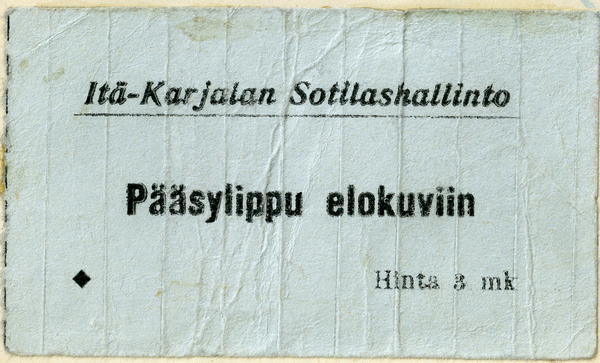 Itä-Karjalan Sotilashallinto
Pääsylippu elokuviin
Hinta 3 mk